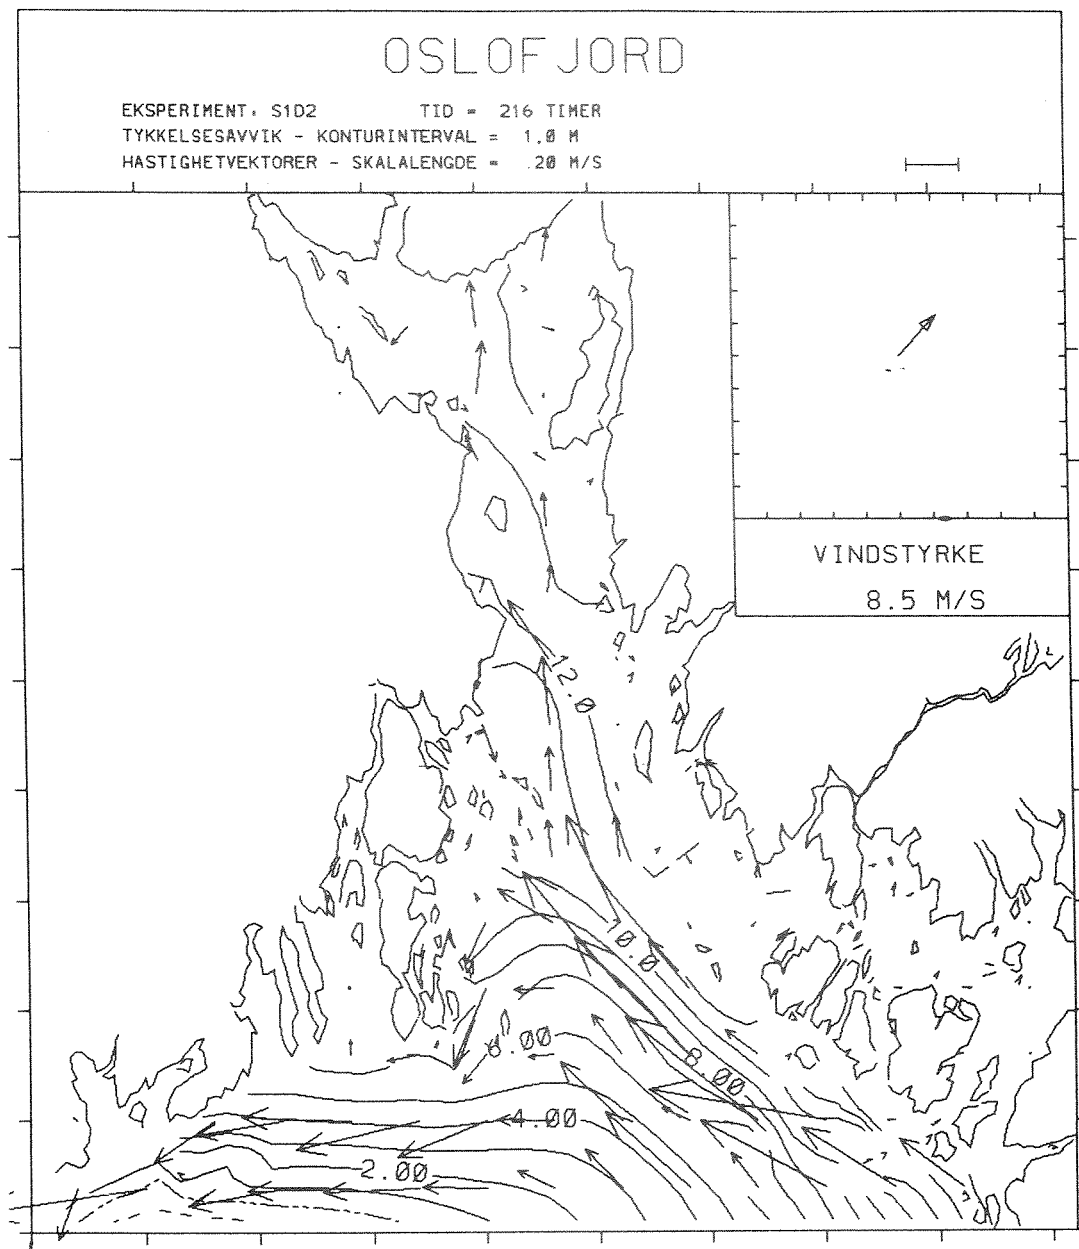 OSLOFJORD
EKSPERIMENT: S1D2 TID = 216 TIMER
TYKKELSESAVVIK - KONTURINTERVAL = 1.0 M
HASTIGHETVEKTORER - SKALALENGDE = .20 M/S
VINDSTYRKE
8.5 M/S
12.0
10.0
8.00
6.00
4.00
2.00